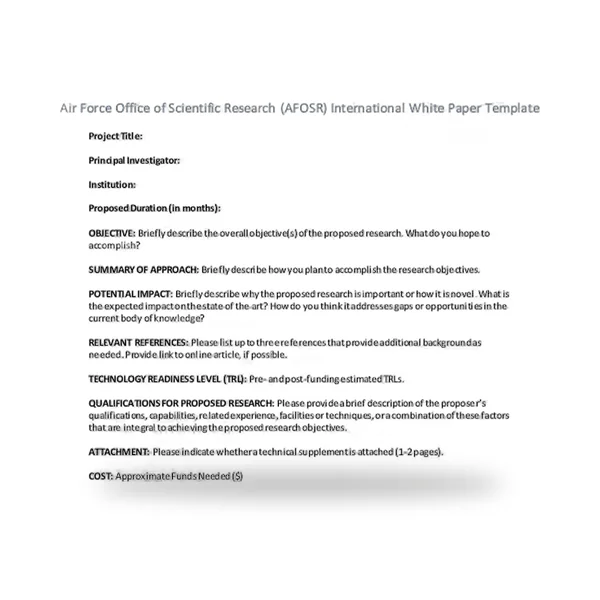 Air Force Office of Scientific Research (AFOSR) International White Paper Template
Project Title:
Principal Investigator:
Institution:
Proposed Duration (in months):
OBJECTIVE: Briefly describe the overall objective(s) of the proposed research. What do you hope to
accomplish?
SUMMARY OF APPROACH: Briefly describe how you plan to accomplish the research objectives.
POTENTIAL IMPACT: Briefly describe why the proposed research is important or how it is novel. What is
the expected impact on the state of the art? How do you think it addresses gaps or opportunities in the
current body of knowledge?
RELEVANT REFERENCES: Please list up to three references that provide additional background as
needed. Provide link to online article, if possible.
TECHNOLOGY READINESS LEVEL (TRL): Pre- and post-funding estimated TRLs.
QUALIFICATIONS FOR PROPOSED RESEARCH: Please provide a brief description of the proposer's
qualifications, capabilities, related experience, facilities or techniques, or a combination of these factors
that are integral to achieving the proposed research objectives.
ATTACHMENT: Please indicate whether a technical supplement is attached (1-2 pages).
COST: Approximate Funds Needed ($)